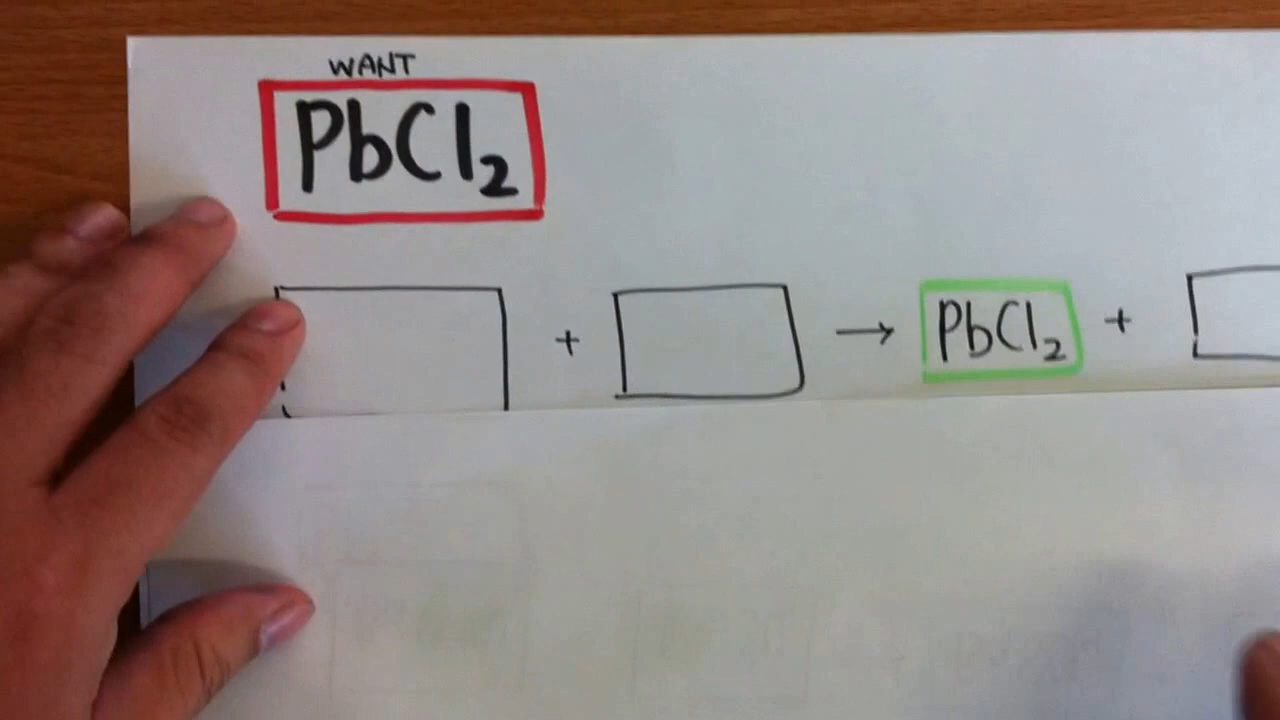 WANT
PbCl₂
+ → PbCl₂ +